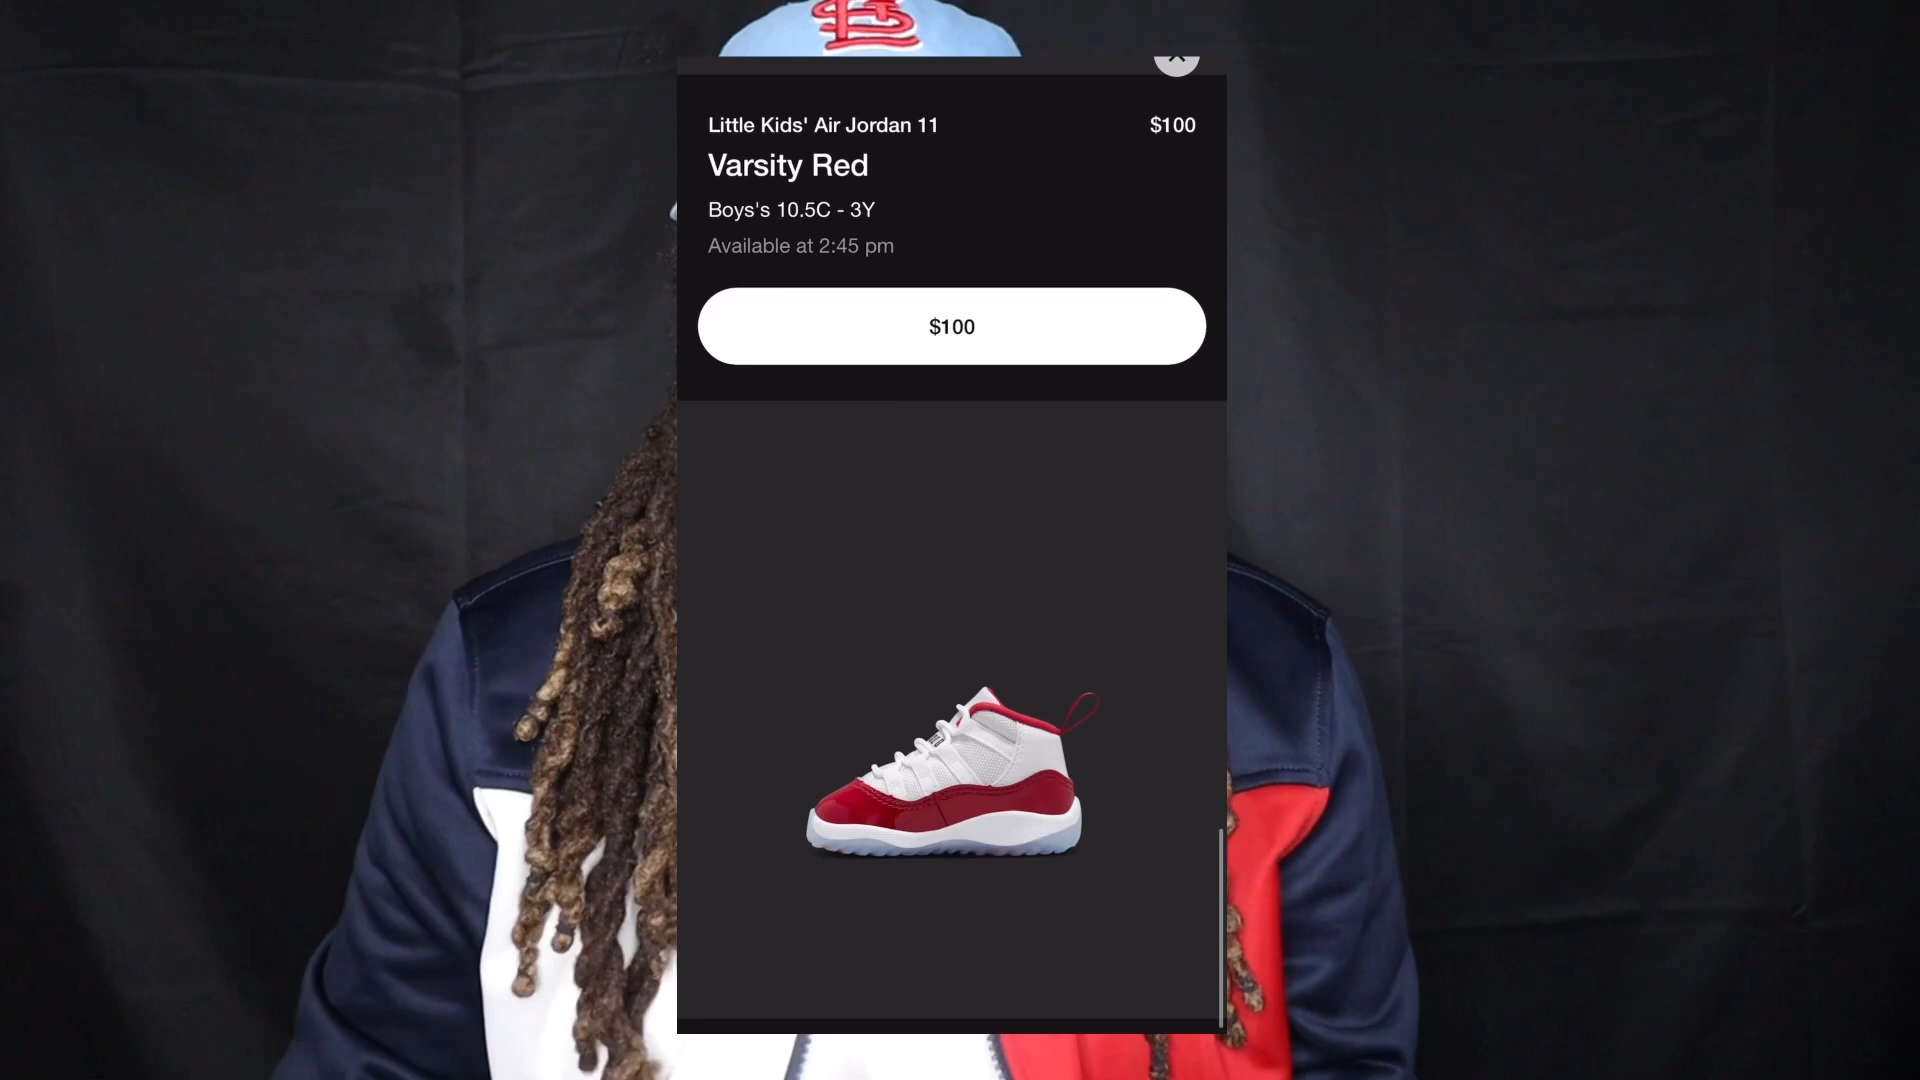 Little Kids' Air Jordan 11 $100
Varsity Red
Boys's 10.5C - 3Y
Available at 2:45 pm
$100